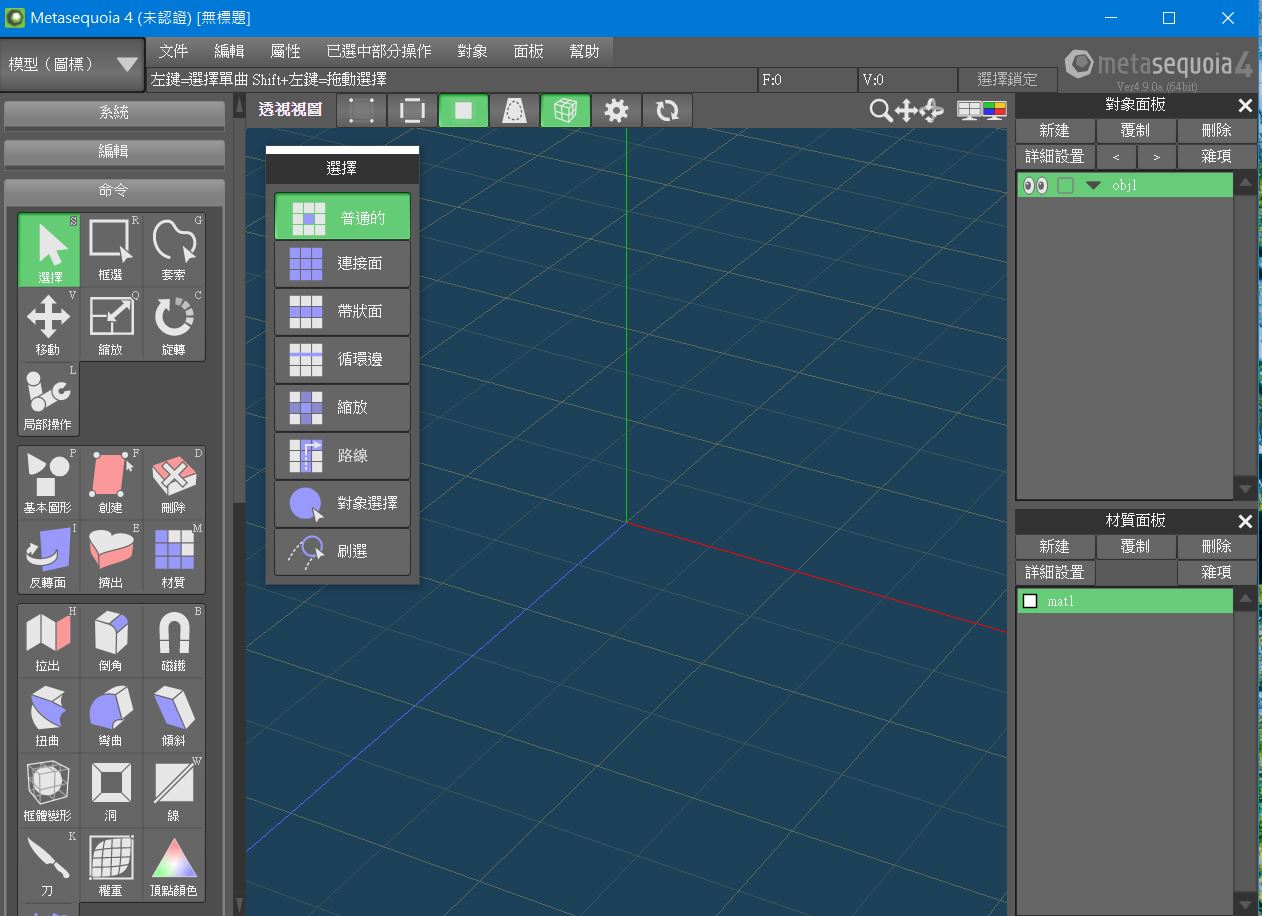 Metasequoia 4 (未認證) [無標題]
模型（圖標）
文件 編輯 屬性 已選中部分操作 對象 面板 幫助
左鍵=選擇單曲 Shift+左鍵=拖動選擇
F:0 V:0 選擇鎖定
metasequoia 4
Ver4.9.0a (64bit)
系統
編輯
命令
S R G
選擇 框選 套索
V Q C
移動 縮放 旋轉
L
局部操作
P F D
基本圖形 創建 刪除
I E M
反轉面 擠出 材質
H B
拉出 倒角 磁鐵
扭曲 彎曲 傾斜
W
框體變形 洞 線
K
刀 權重 頂點顏色
透視視圖
選擇
普通的
連接面
帶狀面
循環邊
縮放
路線
對象選擇
刷選
對象面板
新建 覆制 刪除
詳細設置 < > 雜項
obj1
材質面板
新建 覆制 刪除
詳細設置 雜項
mat1